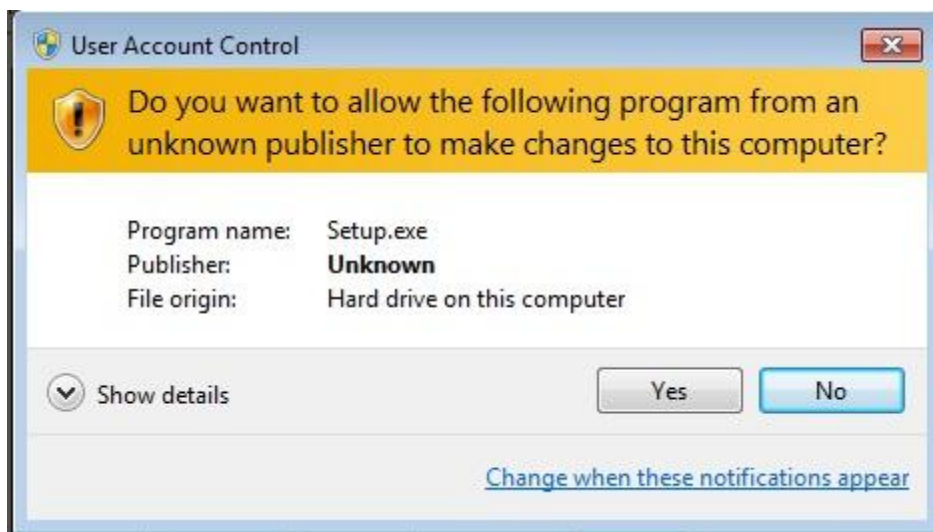 User Account Control
Do you want to allow the following program from an
unknown publisher to make changes to this computer?
Program name: Setup.exe
Publisher: Unknown
File origin: Hard drive on this computer
Show details
Yes
No
Change when these notifications appear